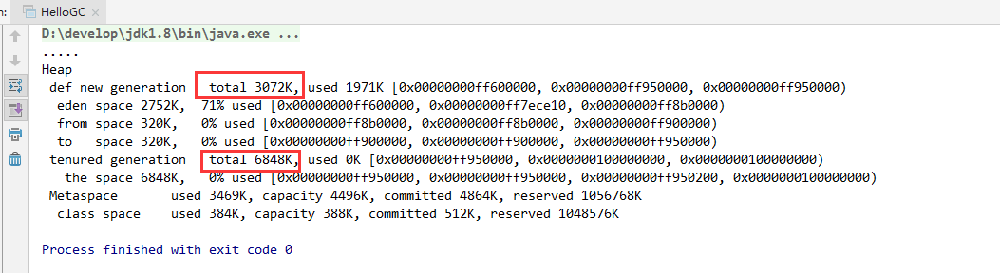 n: HelloGC ×
D:\develop\jdk1.8\bin\java.exe ...
.....
Heap
def new generation   total 3072K, used 1971K [0x00000000ff600000, 0x00000000ff950000, 0x00000000ff950000)
eden space 2752K,  71% used [0x00000000ff600000, 0x00000000ff7ece10, 0x00000000ff8b0000)
from space 320K,   0% used [0x00000000ff8b0000, 0x00000000ff8b0000, 0x00000000ff900000)
to   space 320K,   0% used [0x00000000ff900000, 0x00000000ff900000, 0x00000000ff950000)
tenured generation   total 6848K, used 0K [0x00000000ff950000, 0x0000000100000000, 0x0000000100000000)
the space 6848K,   0% used [0x00000000ff950000, 0x00000000ff950000, 0x00000000ff950200, 0x0000000100000000)
Metaspace       used 3469K, capacity 4496K, committed 4864K, reserved 1056768K
class space    used 384K, capacity 388K, committed 512K, reserved 1048576K
Process finished with exit code 0